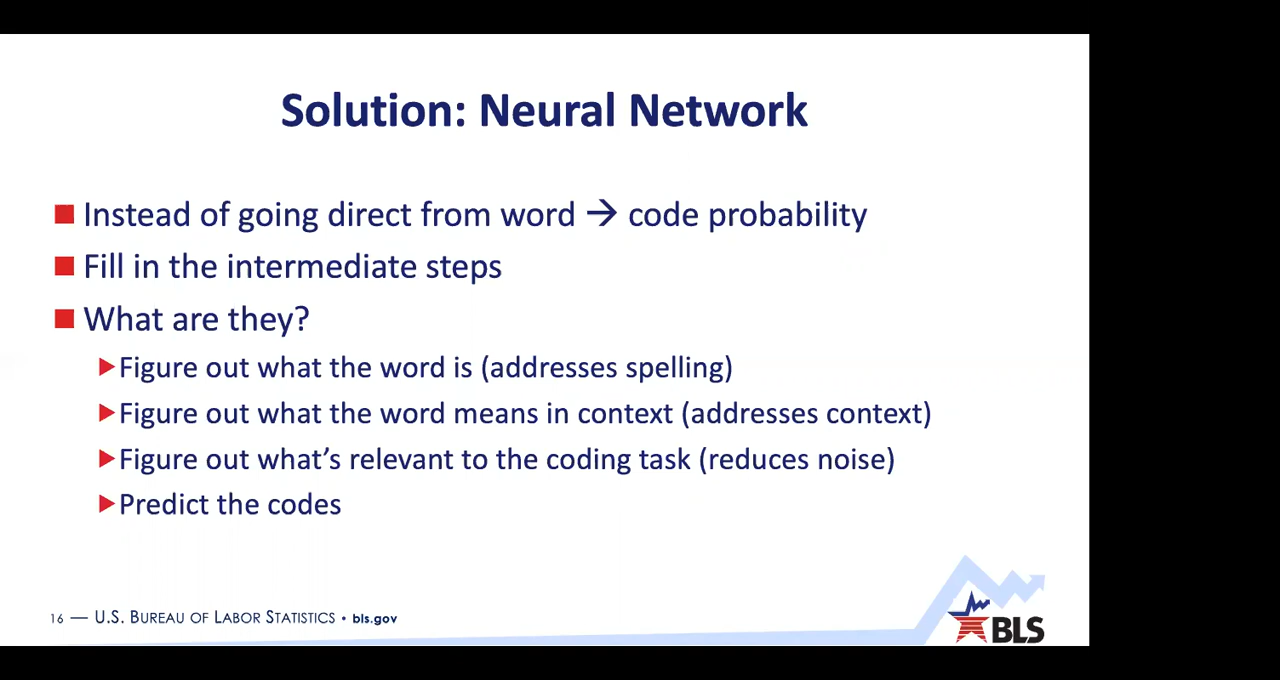 Solution: Neural Network
Instead of going direct from word → code probability
Fill in the intermediate steps
What are they?
Figure out what the word is (addresses spelling)
Figure out what the word means in context (addresses context)
Figure out what’s relevant to the coding task (reduces noise)
Predict the codes
16 — U.S. BUREAU OF LABOR STATISTICS • bls.gov
BLS